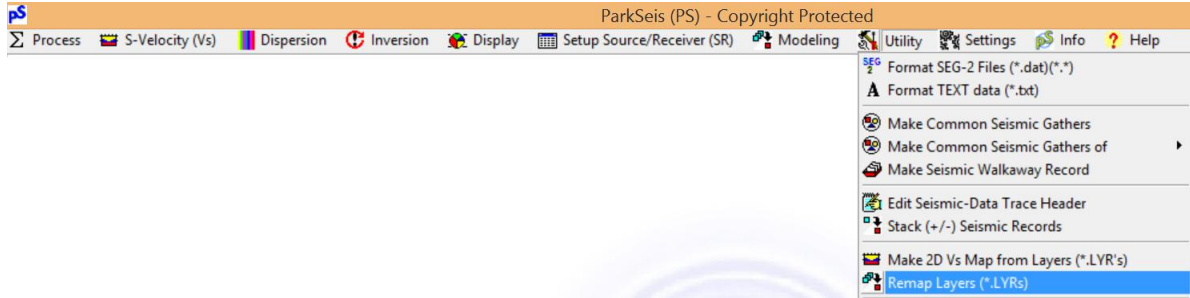 pS
ParkSeis (PS) - Copyright Protected
Σ Process S-Velocity (Vs) Dispersion Inversion Display Setup Source/Receiver (SR) Modeling Utility Settings pS Info ? Help
SEG 2 Format SEG-2 Files (*.dat)(*.*)
A Format TEXT data (*.txt)
Make Common Seismic Gathers
Make Common Seismic Gathers of
Make Seismic Walkaway Record
Edit Seismic-Data Trace Header
Stack (+/-) Seismic Records
Make 2D Vs Map from Layers (*.LYR's)
Remap Layers (*.LYRs)